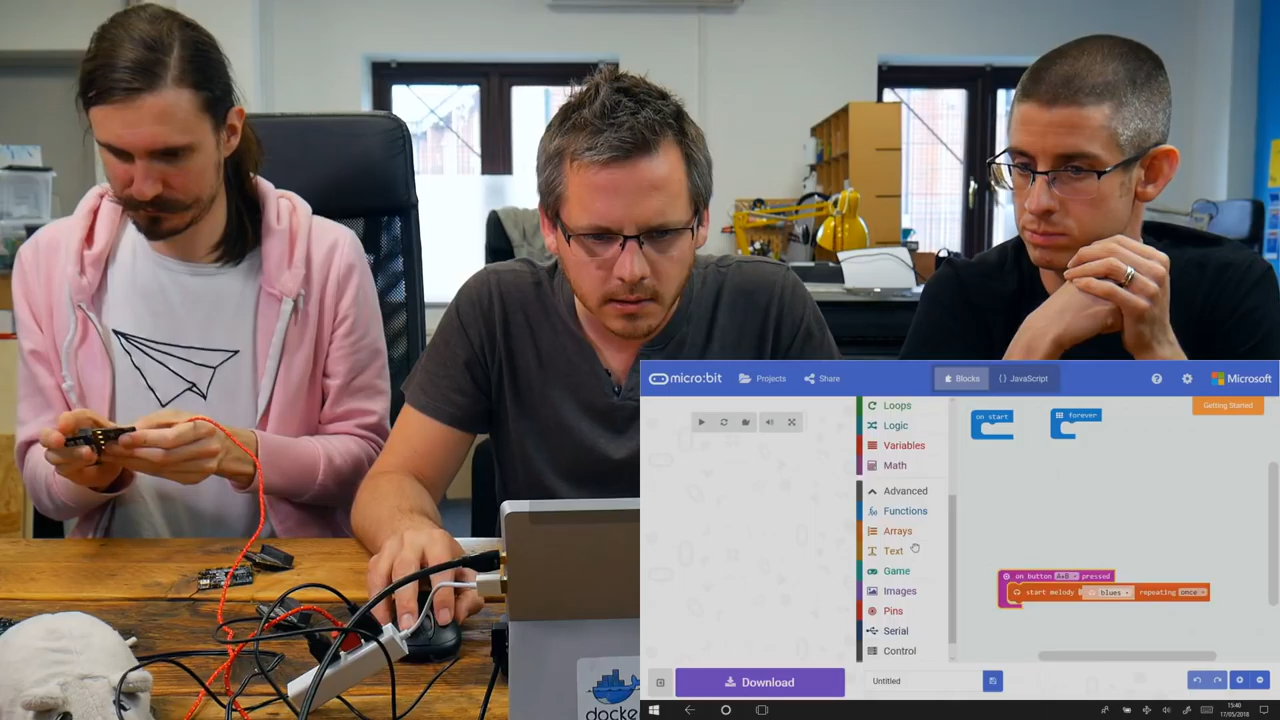 micro:bit
Projects
Share
Blocks
{} JavaScript
?
Microsoft
Getting Started
Loops
Logic
Variables
Math
Advanced
Functions
Arrays
Text
Game
Images
Pins
Serial
Control
on start
forever
on button A+B pressed
start melody blues repeating once
Download
Untitled
15:40
17/05/2018
docke